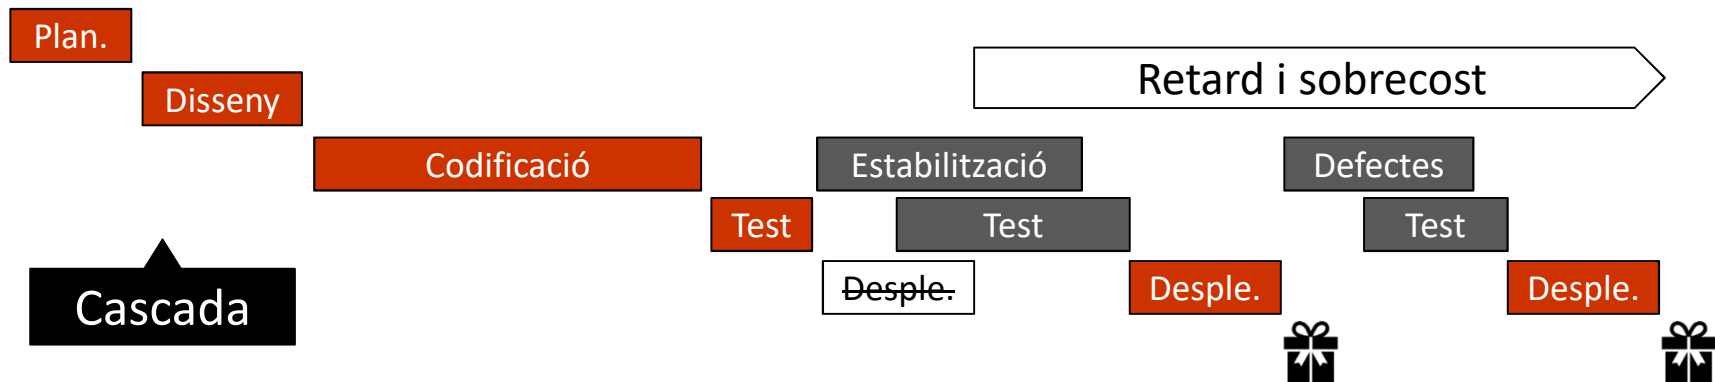 Plan.
Retard i sobrecost
Disseny
Codificació
Estabilització
Defectes
Test
Test
Test
Desple.
Desple.
Desple.
Cascada